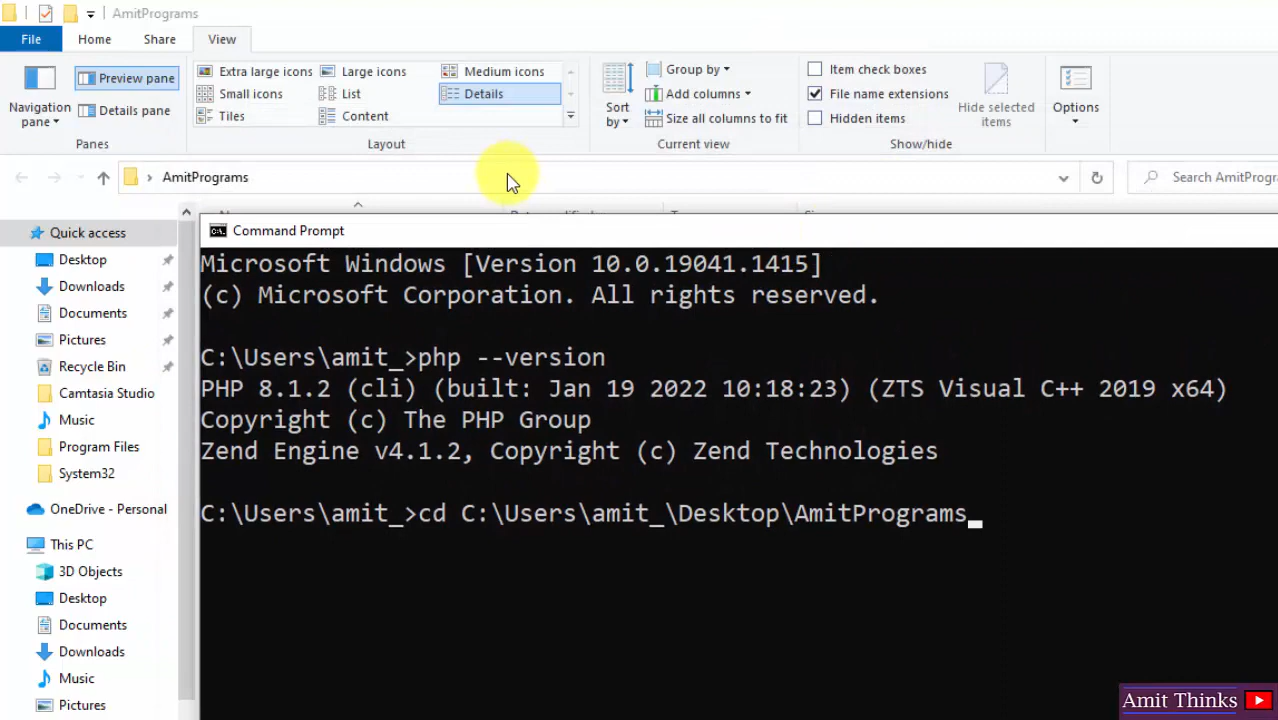 AmitPrograms
File Home Share View
Navigation pane
Preview pane
Details pane
Panes
Extra large icons Large icons Medium icons
Small icons List Details
Tiles Content
Layout
Sort by
Group by
Add columns
Size all columns to fit
Current view
Item check boxes
File name extensions
Hidden items
Hide selected items
Show/hide
Options
AmitPrograms
Search AmitProgr
Quick access
Desktop
Downloads
Documents
Pictures
Recycle Bin
Camtasia Studio
Music
Program Files
System32
OneDrive - Personal
This PC
3D Objects
Desktop
Documents
Downloads
Music
Pictures
Command Prompt
Microsoft Windows [Version 10.0.19041.1415]
(c) Microsoft Corporation. All rights reserved.
C:\Users\amit_>php --version
PHP 8.1.2 (cli) (built: Jan 19 2022 10:18:23) (ZTS Visual C++ 2019 x64)
Copyright (c) The PHP Group
Zend Engine v4.1.2, Copyright (c) Zend Technologies
C:\Users\amit_>cd C:\Users\amit_\Desktop\AmitPrograms
Amit Thinks